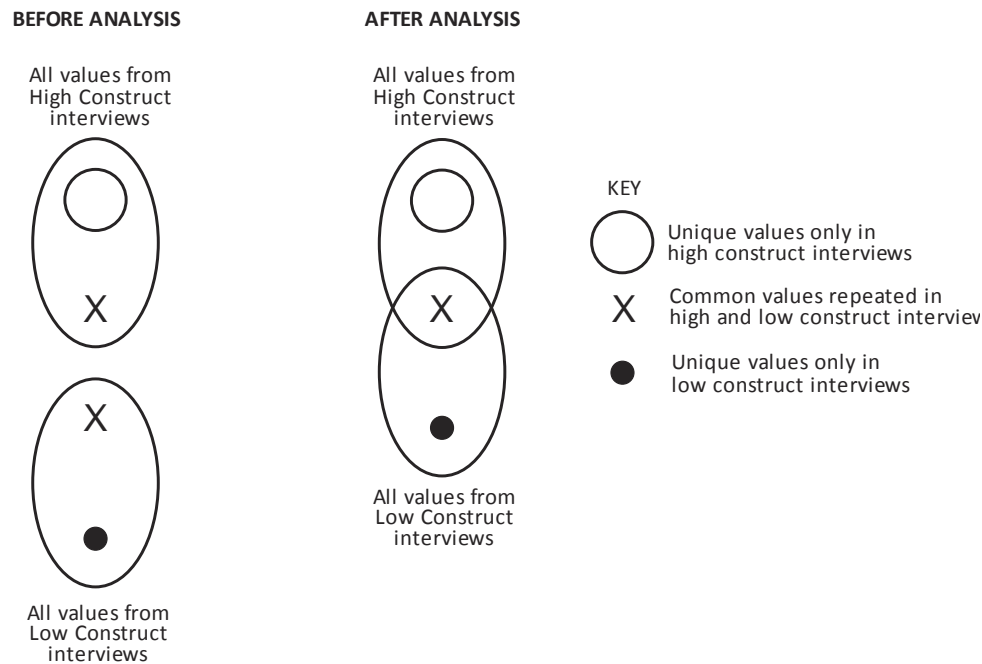 BEFORE ANALYSIS
All values from
High Construct
interviews
X
X
All values from
Low Construct
interviews
AFTER ANALYSIS
All values from
High Construct
interviews
X
All values from
Low Construct
interviews
KEY
Unique values only in
high construct interviews
X
Common values repeated in
high and low construct interview
Unique values only in
low construct interviews